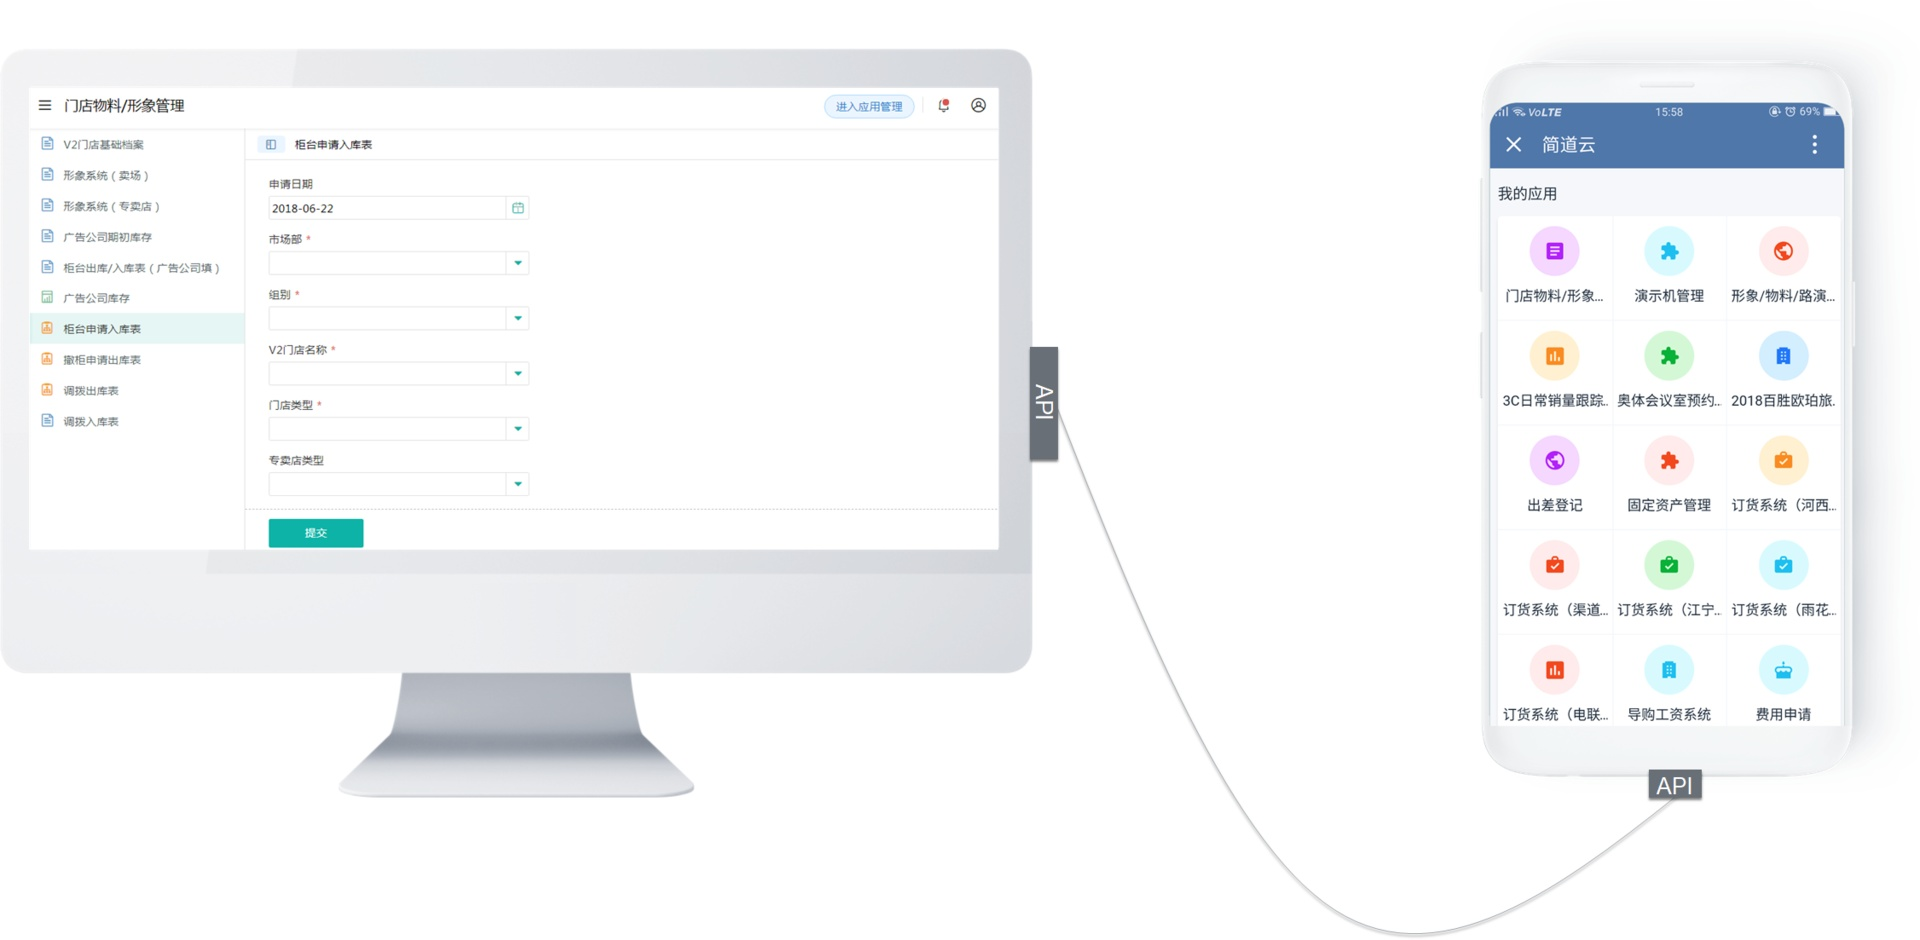 门店物料/形象管理
进入应用管理
V2门店基础档案
形象系统（卖场）
形象系统（专卖店）
广告公司期初库存
柜台出库/入库表（广告公司填）
广告公司库存
柜台申请入库表
撤柜申请出库表
调拨出库表
调拨入库表
柜台申请入库表
申请日期
2018-06-22
市场部 *
组别 *
V2门店名称 *
门店类型 *
专卖店类型
提交
API
VoLTE
15:58
69%
简道云
我的应用
门店物料/形象...
演示机管理
形象/物料/路演...
3C日常销量跟踪..
奥体会议室预约...
2018百胜欧珀旅.
出差登记
固定资产管理
订货系统（河西...
订货系统（渠道...
订货系统（江宁...
订货系统（雨花...
订货系统（电联...
导购工资系统
费用申请
API